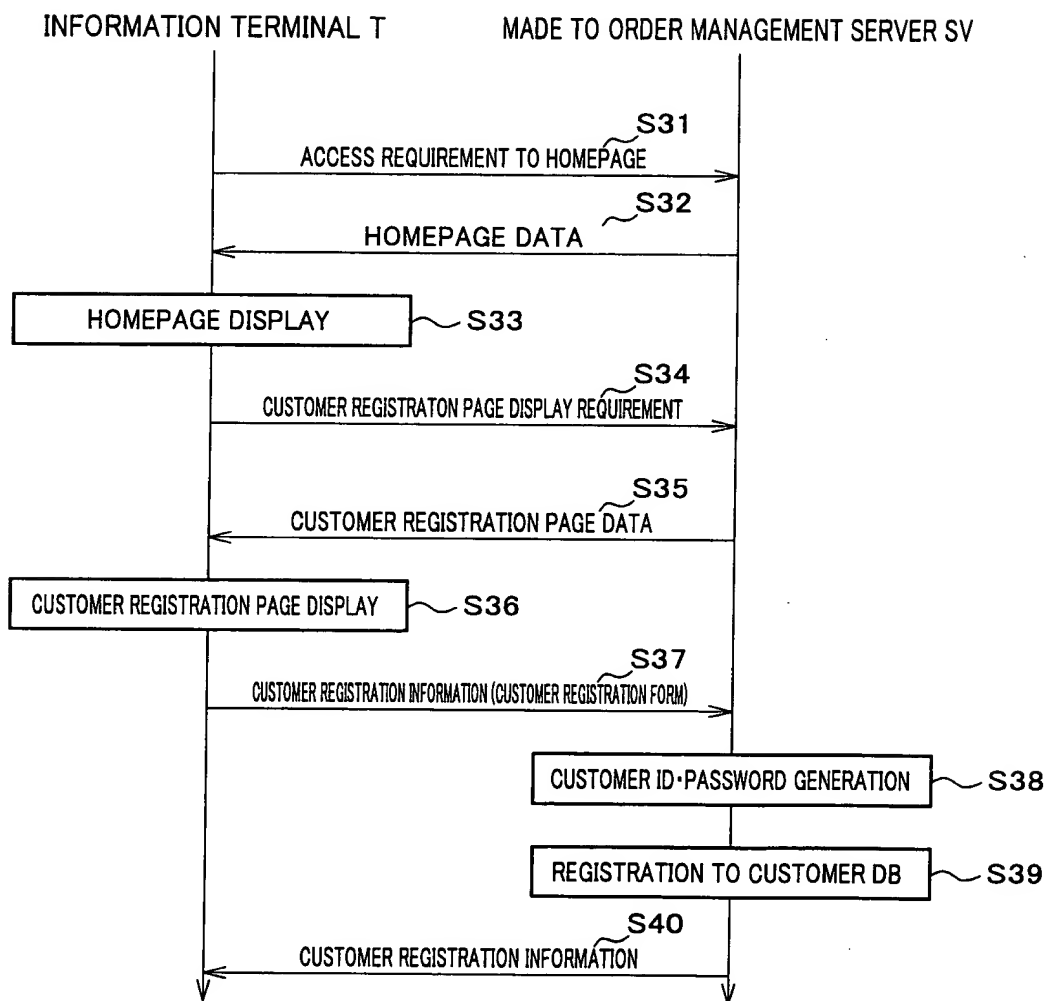 INFORMATION TERMINAL T
MADE TO ORDER MANAGEMENT SERVER SV
S31
ACCESS REQUIREMENT TO HOMEPAGE
S32
HOMEPAGE DATA
HOMEPAGE DISPLAY
S33
S34
CUSTOMER REGISTRATON PAGE DISPLAY REQUIREMENT
S35
CUSTOMER REGISTRATION PAGE DATA
CUSTOMER REGISTRATION PAGE DISPLAY
S36
S37
CUSTOMER REGISTRATION INFORMATION (CUSTOMER REGISTRATION FORM)
CUSTOMER ID・PASSWORD GENERATION
S38
REGISTRATION TO CUSTOMER DB
S39
S40
CUSTOMER REGISTRATION INFORMATION